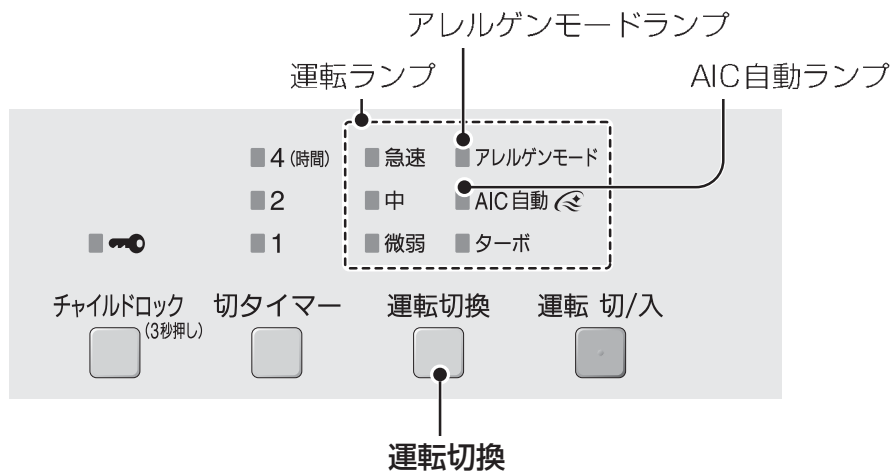 アレルゲンモードランプ
運転ランプ
AIC自動ランプ
4(時間) 急速 アレルゲンモード
2 中 AIC自動
1 微弱 ターボ
チャイルドロック 切タイマー 運転切換 運転 切/入
(3秒押し)
運転切換